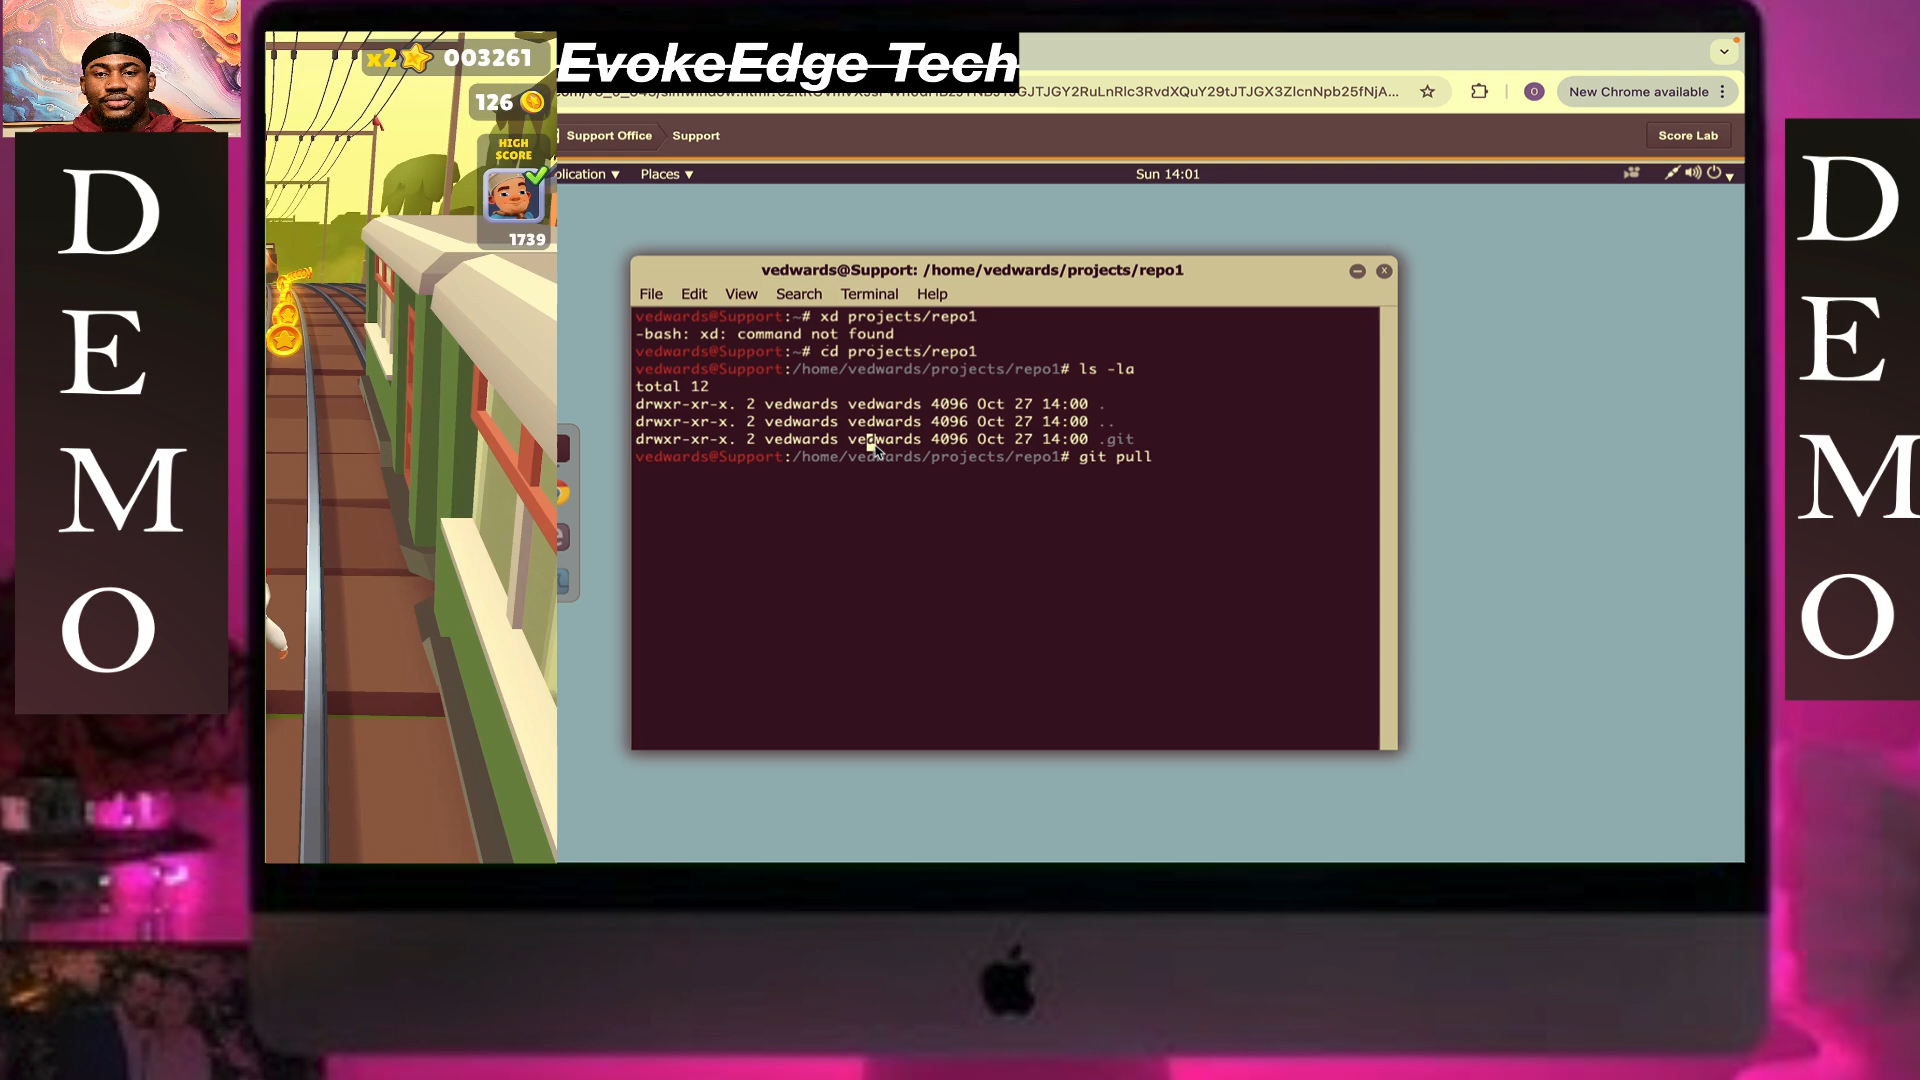 x2 003261
126
HIGH
SCORE
1739
EvokeEdge Tech
New Chrome available
Support Office Support
Score Lab
plication Places
Sun 14:01
D
E
M
O
vedwards@Support: /home/vedwards/projects/repo1
File Edit View Search Terminal Help
vedwards@Support:~# xd projects/repo1
-bash: xd: command not found
vedwards@Support:~# cd projects/repo1
vedwards@Support:/home/vedwards/projects/repo1# ls -la
total 12
drwxr-xr-x. 2 vedwards vedwards 4096 Oct 27 14:00 .
drwxr-xr-x. 2 vedwards vedwards 4096 Oct 27 14:00 ..
drwxr-xr-x. 2 vedwards vedwards 4096 Oct 27 14:00 .git
vedwards@Support:/home/vedwards/projects/repo1# git pull
D
E
M
O